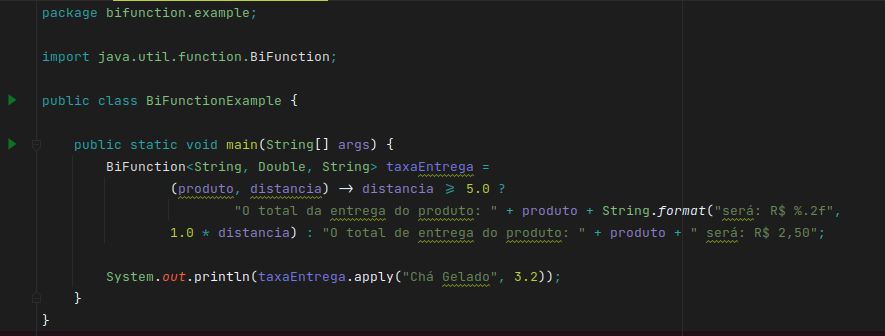 package bifunction.example;
import java.util.function.BiFunction;
public class BiFunctionExample {
public static void main(String[] args) {
BiFunction<String, Double, String> taxaEntrega =
(produto, distancia) → distancia ⩾ 5.0 ?
"O total da entrega do produto: " + produto + String.format("será: R$ %.2f",
1.0 * distancia) : "O total de entrega do produto: " + produto + " será: R$ 2,50";
System.out.println(taxaEntrega.apply("Chá Gelado", 3.2));
}
}